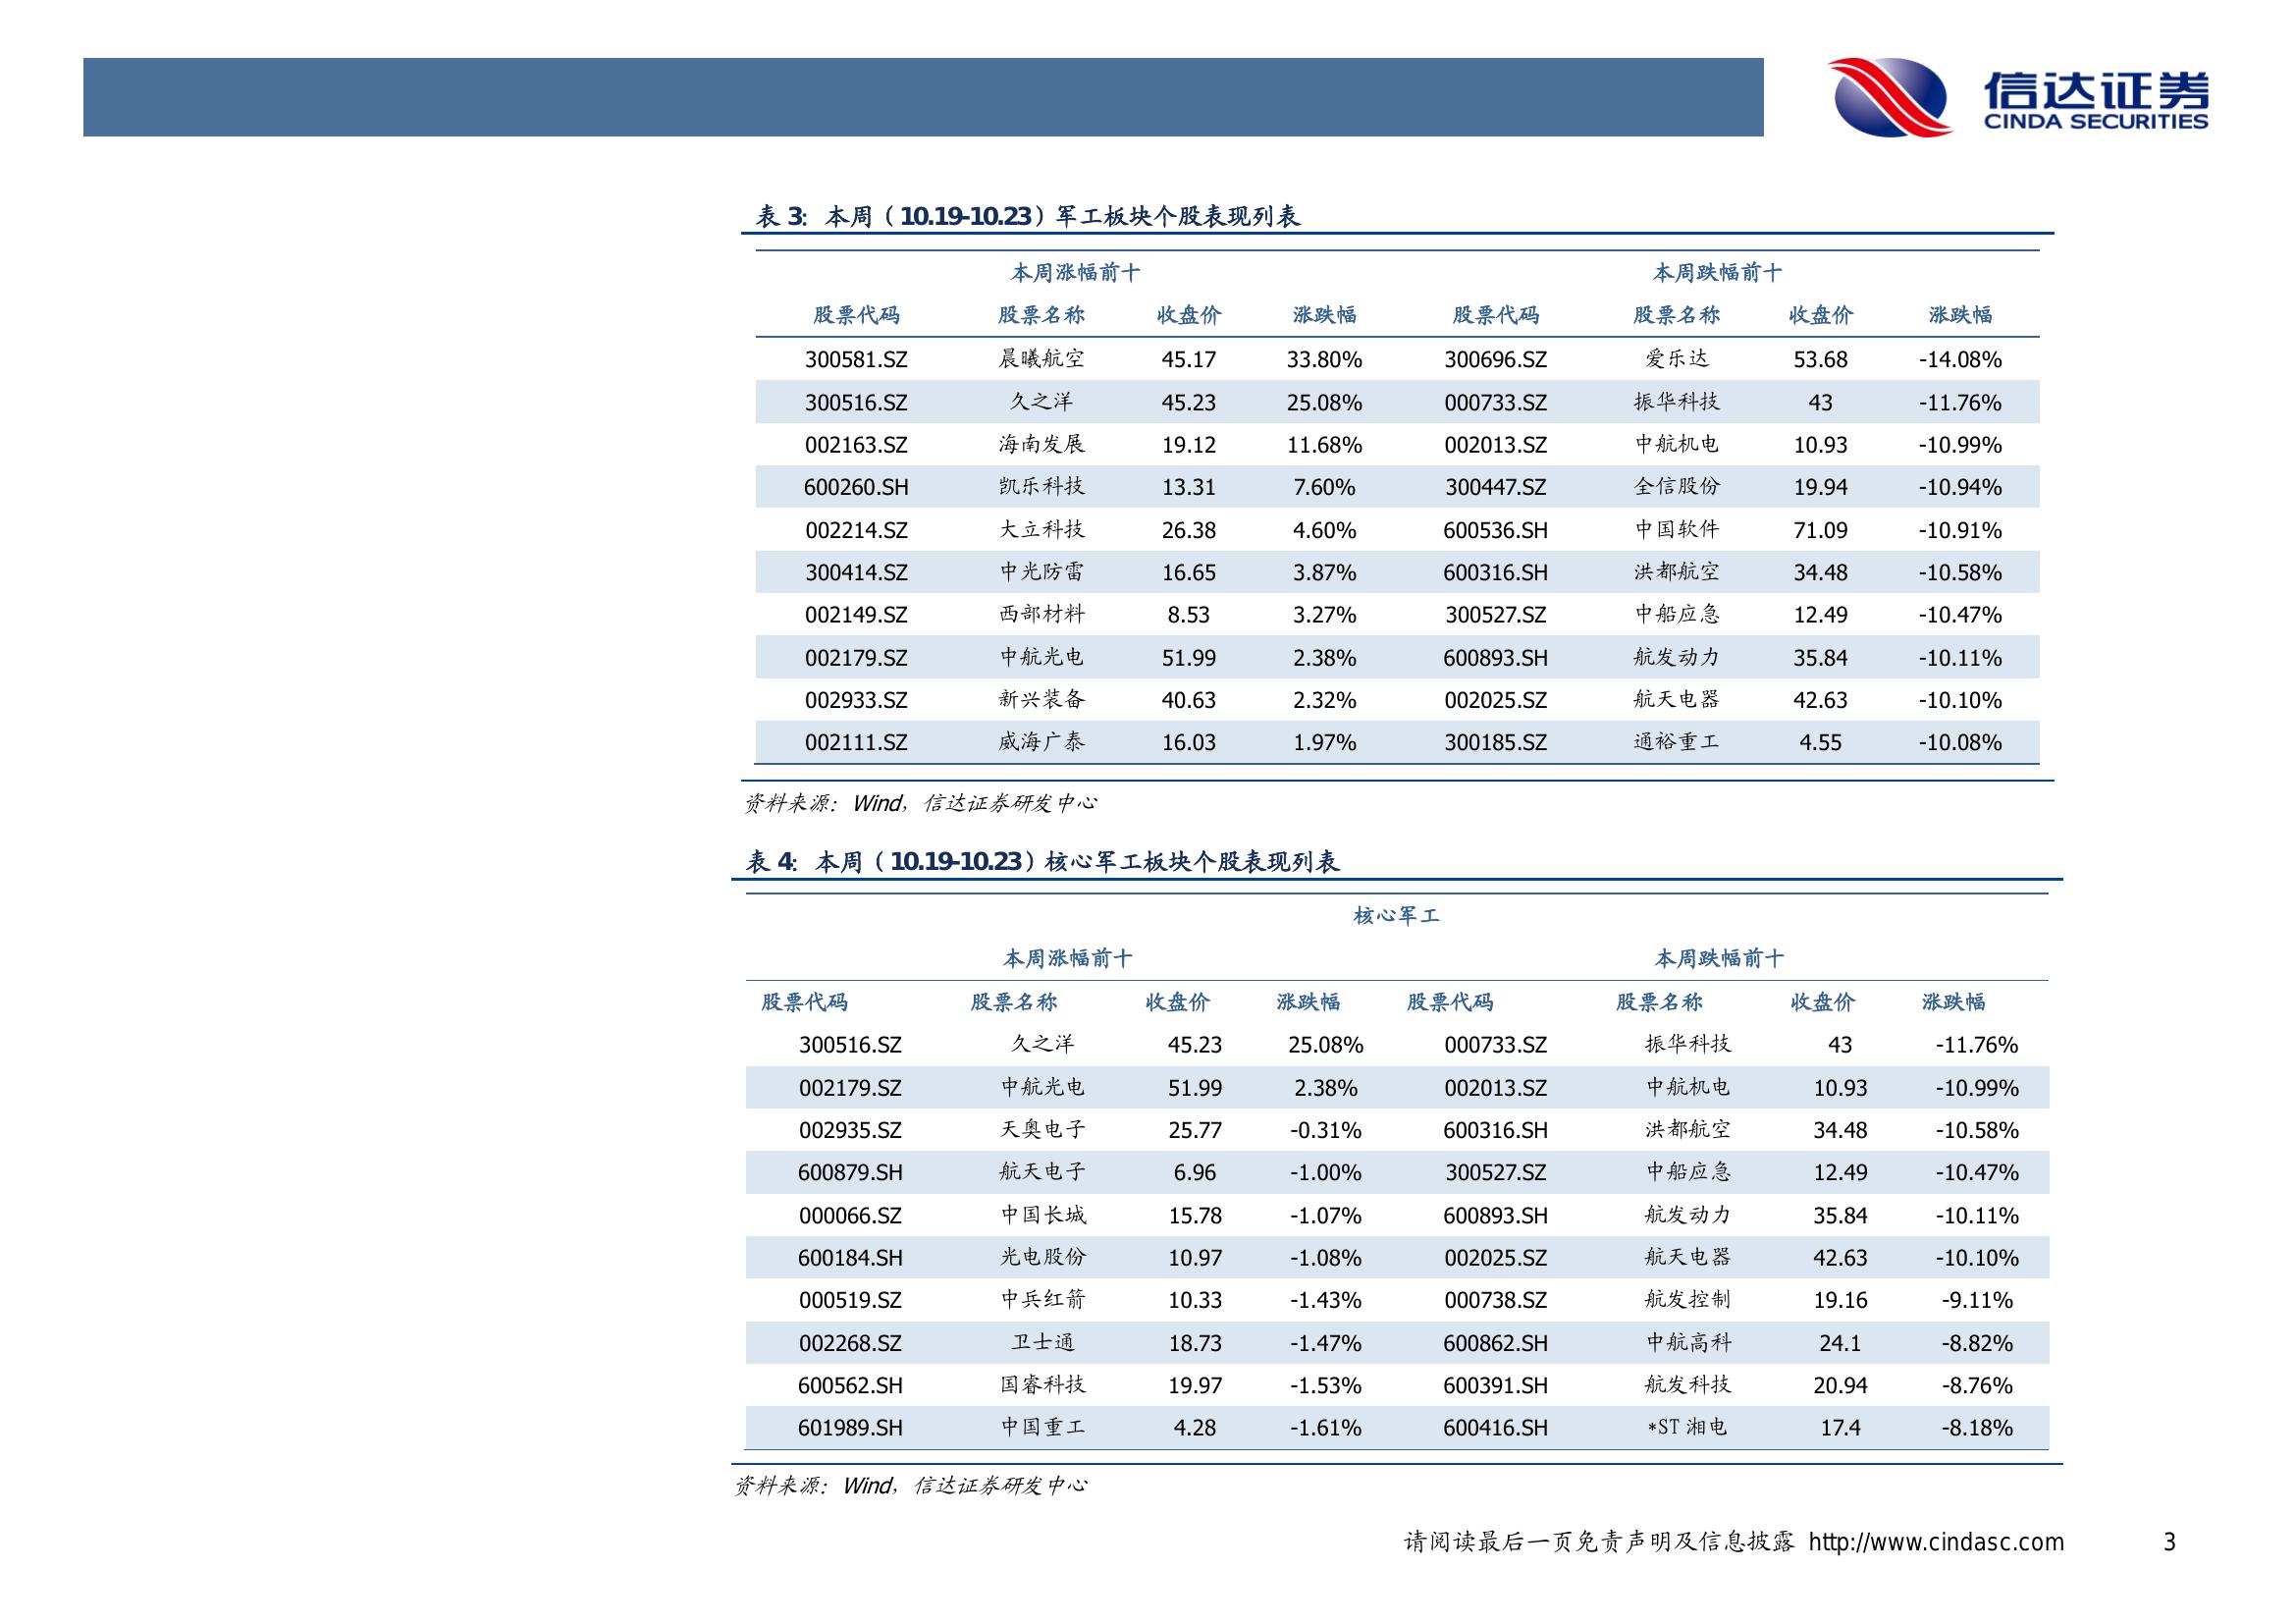 信达证券
CINDA SECURITIES
表 3: 本周（10.19-10.23）军工板块个股表现列表
本周涨幅前十 本周跌幅前十
股票代码 股票名称 收盘价 涨跌幅 股票代码 股票名称 收盘价 涨跌幅
300581.SZ 晨曦航空 45.17 33.80% 300696.SZ 爱乐达 53.68 -14.08%
300516.SZ 久之洋 45.23 25.08% 000733.SZ 振华科技 43 -11.76%
002163.SZ 海南发展 19.12 11.68% 002013.SZ 中航机电 10.93 -10.99%
600260.SH 凯乐科技 13.31 7.60% 300447.SZ 全信股份 19.94 -10.94%
002214.SZ 大立科技 26.38 4.60% 600536.SH 中国软件 71.09 -10.91%
300414.SZ 中光防雷 16.65 3.87% 600316.SH 洪都航空 34.48 -10.58%
002149.SZ 西部材料 8.53 3.27% 300527.SZ 中船应急 12.49 -10.47%
002179.SZ 中航光电 51.99 2.38% 600893.SH 航发动力 35.84 -10.11%
002933.SZ 新兴装备 40.63 2.32% 002025.SZ 航天电器 42.63 -10.10%
002111.SZ 威海广泰 16.03 1.97% 300185.SZ 通裕重工 4.55 -10.08%
资料来源：Wind，信达证券研发中心
表 4: 本周（10.19-10.23）核心军工板块个股表现列表
核心军工
本周涨幅前十 本周跌幅前十
股票代码 股票名称 收盘价 涨跌幅 股票代码 股票名称 收盘价 涨跌幅
300516.SZ 久之洋 45.23 25.08% 000733.SZ 振华科技 43 -11.76%
002179.SZ 中航光电 51.99 2.38% 002013.SZ 中航机电 10.93 -10.99%
002935.SZ 天奥电子 25.77 -0.31% 600316.SH 洪都航空 34.48 -10.58%
600879.SH 航天电子 6.96 -1.00% 300527.SZ 中船应急 12.49 -10.47%
000066.SZ 中国长城 15.78 -1.07% 600893.SH 航发动力 35.84 -10.11%
600184.SH 光电股份 10.97 -1.08% 002025.SZ 航天电器 42.63 -10.10%
000519.SZ 中兵红箭 10.33 -1.43% 000738.SZ 航发控制 19.16 -9.11%
002268.SZ 卫士通 18.73 -1.47% 600862.SH 中航高科 24.1 -8.82%
600562.SH 国睿科技 19.97 -1.53% 600391.SH 航发科技 20.94 -8.76%
601989.SH 中国重工 4.28 -1.61% 600416.SH *ST 湘电 17.4 -8.18%
资料来源：Wind，信达证券研发中心
请阅读最后一页免责声明及信息披露 http://www.cindasc.com 3